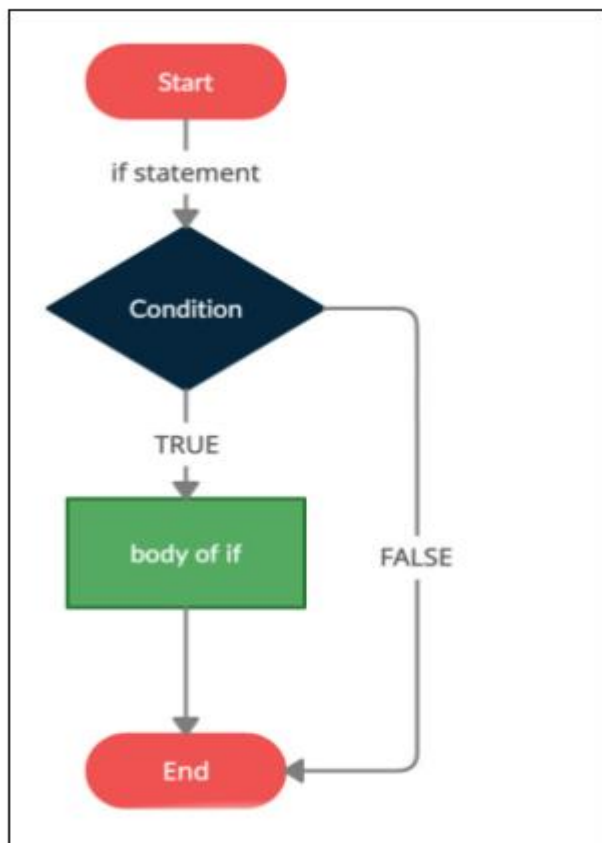 Start
if statement
Condition
TRUE
body of if
FALSE
End